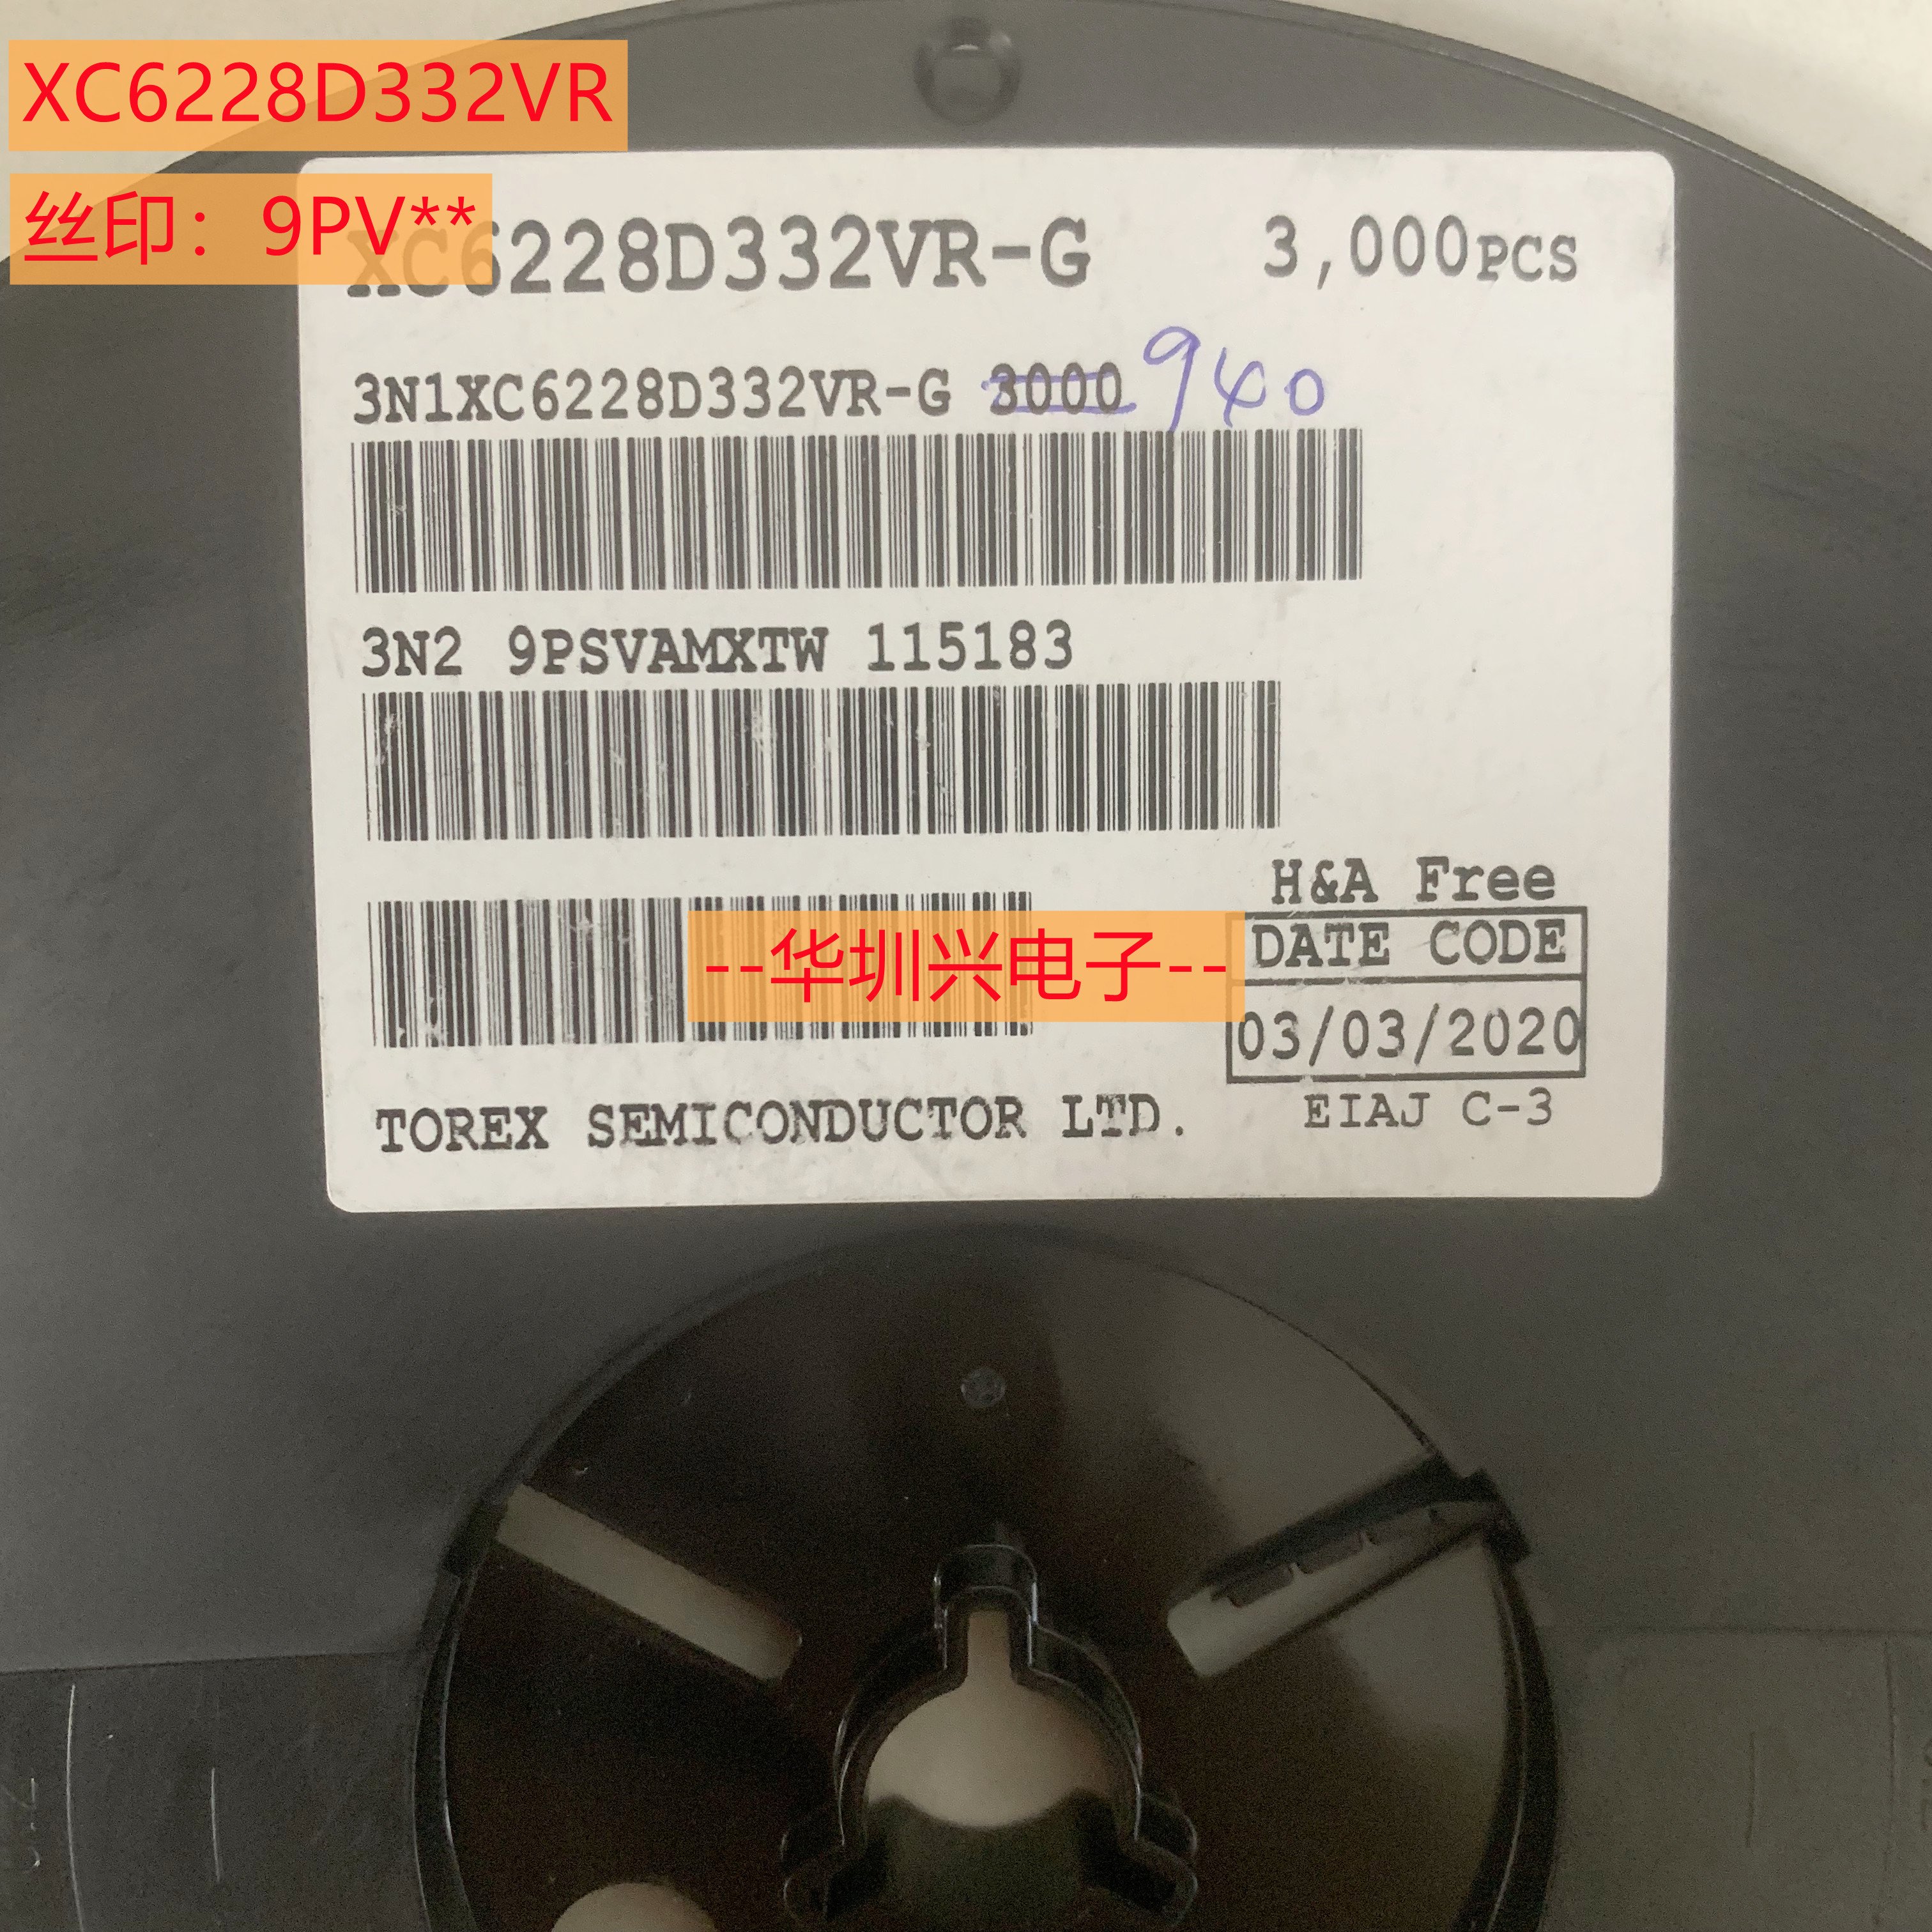 XC6228D332VR
丝印：9PV**
XC6228D332VR-G 3,000PCS
3N1XC6228D332VR-G 3000 940
3N2 9PSVAMXTW 115183
H&A Free
--华圳兴电子--
DATE CODE
03/03/2020
TOREX SEMICONDUCTOR LTD.
EIAJ C-3